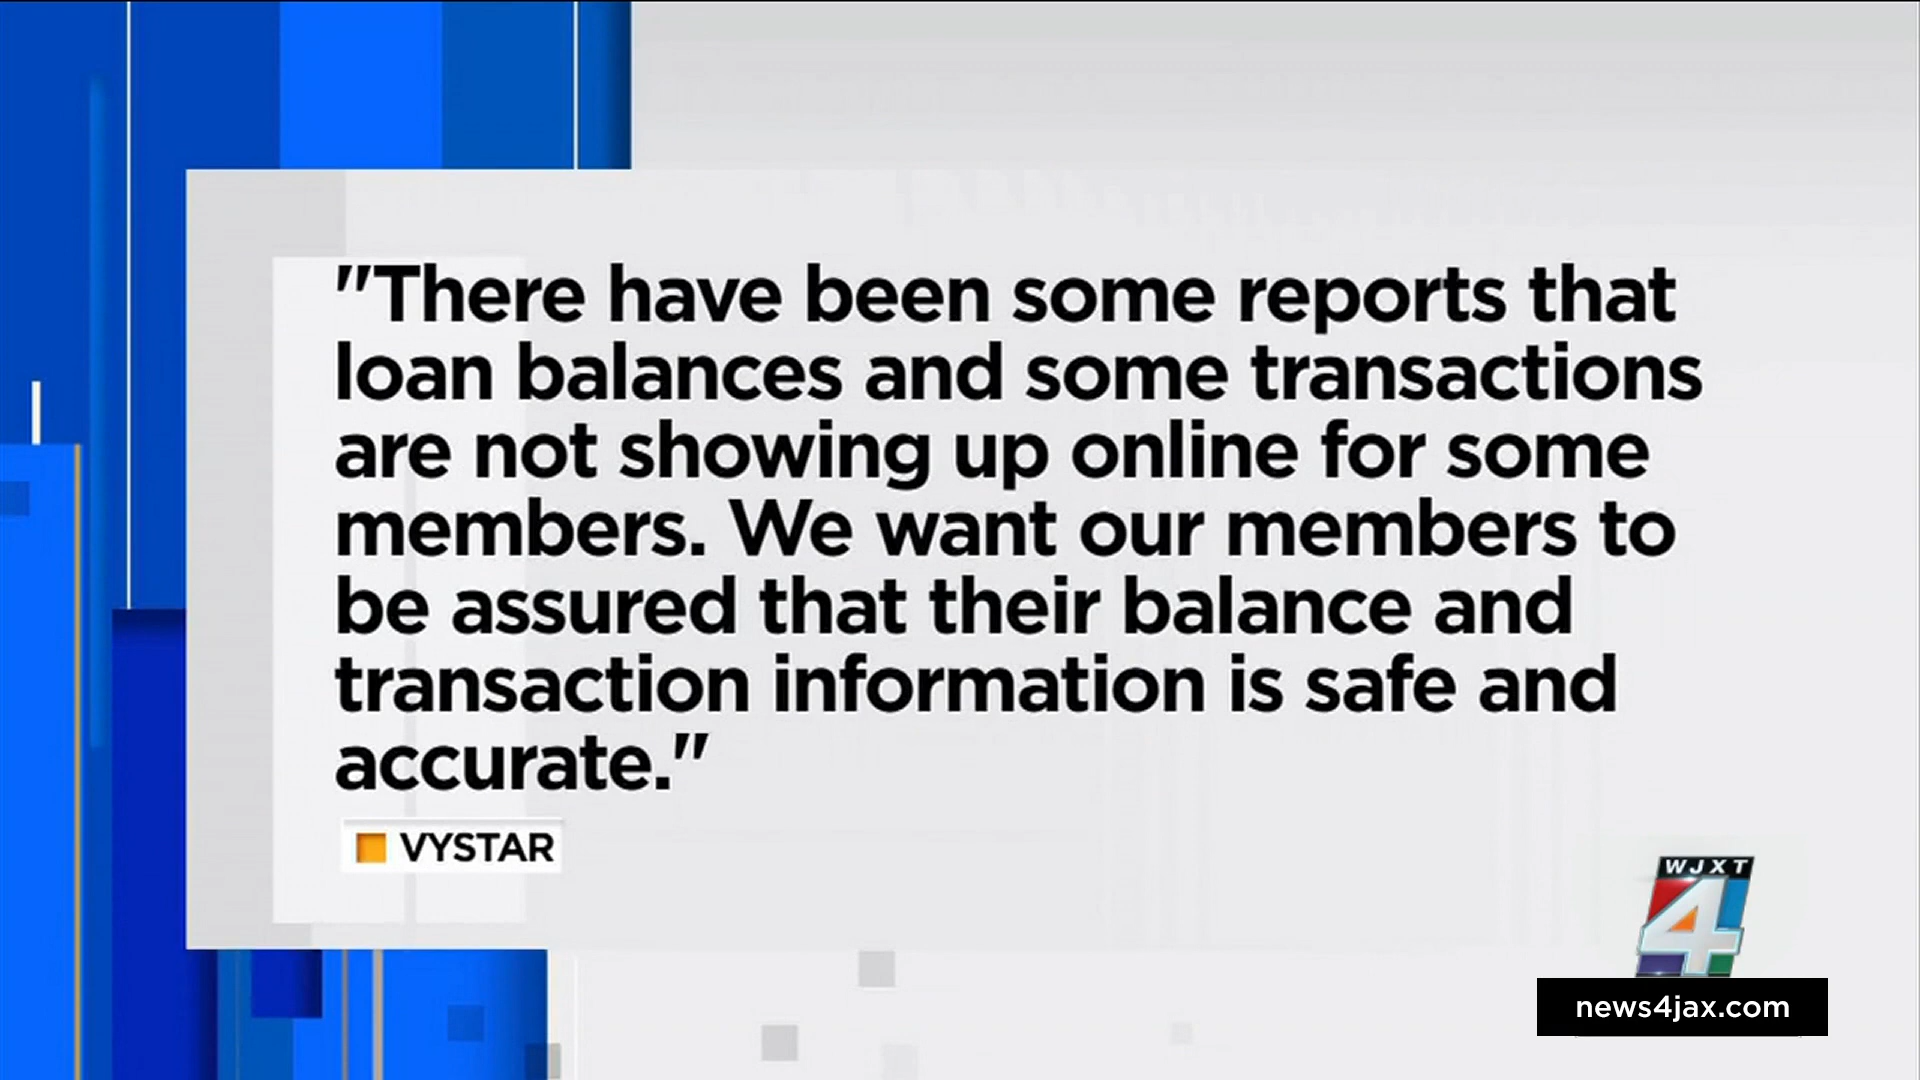 "There have been some reports that
loan balances and some transactions
are not showing up online for some
members. We want our members to
be assured that their balance and
transaction information is safe and
accurate."
VYSTAR
WJXT
4
news4jax.com